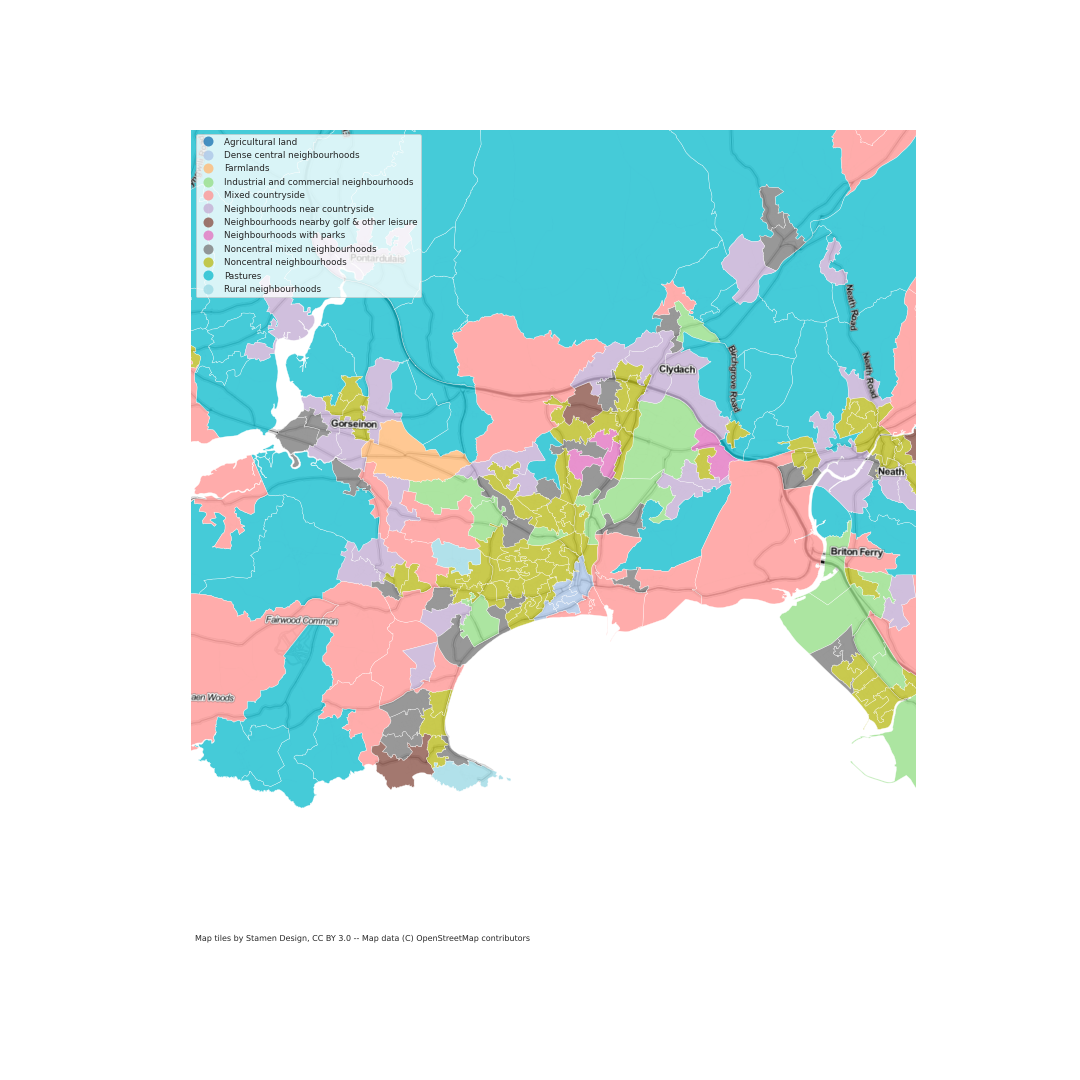 Agricultural land
Dense central neighbourhoods
Farmlands
Industrial and commercial neighbourhoods
Mixed countryside
Neighbourhoods near countryside
Neighbourhoods nearby golf & other leisure
Neighbourhoods with parks
Noncentral mixed neighbourhoods
Pontardulais
Noncentral neighbourhoods
Pastures
Rural neighbourhoods
Neath Road
Birchgrove Road
Clydach
Neath Road
Gorseinon
Neath
Briton Ferry
Fairwood Common
Woods
Map tiles by Stamen Design, CC BY 3.0 -- Map data (C) OpenStreetMap contributors